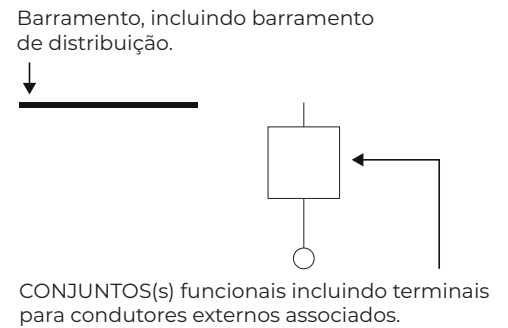 Barramento, incluindo barramento
de distribuição.
CONJUNTOS(s) funcionais incluindo terminais
para condutores externos associados.